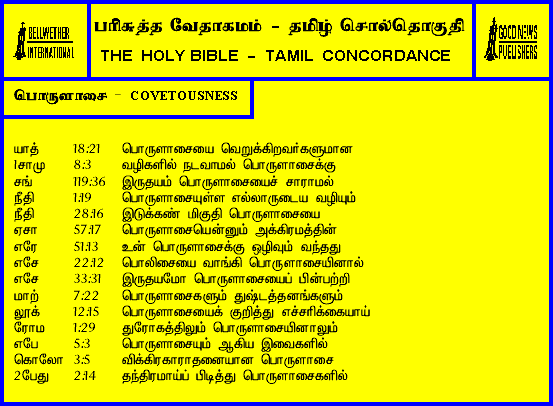 BELLWETHER
INTERNATIONAL
பரிசுத்த வேதாகமம் - தமிழ் சொல்தொகுதி
THE HOLY BIBLE - TAMIL CONCORDANCE
GOOD NEWS
PUBLISHERS
பொருளாசை - COVETOUSNESS
யாத் 18:21 பொருளாசையை வெறுக்கிறவர்களுமான
1சாமு 8:3 வழிகளில் நடவாமல் பொருளாசைக்கு
சங் 119:36 இருதயம் பொருளாசையைச் சாராமல்
நீதி 1:19 பொருளாசையுள்ள எல்லாருடைய வழியும்
நீதி 28:16 இடுக்கண் மிகுதி பொருளாசையை
ஏசா 57:17 பொருளாசையென்னும் அக்கிரமத்தின்
எரே 51:13 உன் பொருளாசைக்கு ஒழிவும் வந்தது
எசே 22:12 பொலிசையை வாங்கி பொருளாசையினால்
எசே 33:31 இருதயமோ பொருளாசையைப் பின்பற்றி
மாற் 7:22 பொருளாசைகளும் துஷ்டத்தனங்களும்
லூக் 12:15 பொருளாசையைக் குறித்து எச்சரிக்கையாய்
ரோம 1:29 துரோகத்திலும் பொருளாசையினாலும்
எபே 5:3 பொருளாசையும் ஆகிய இவைகளில்
கொலோ 3:5 விக்கிரகாராதனையான பொருளாசை
2பேது 2:14 தந்திரமாய்ப் பிடித்து பொருளாசைகளில்